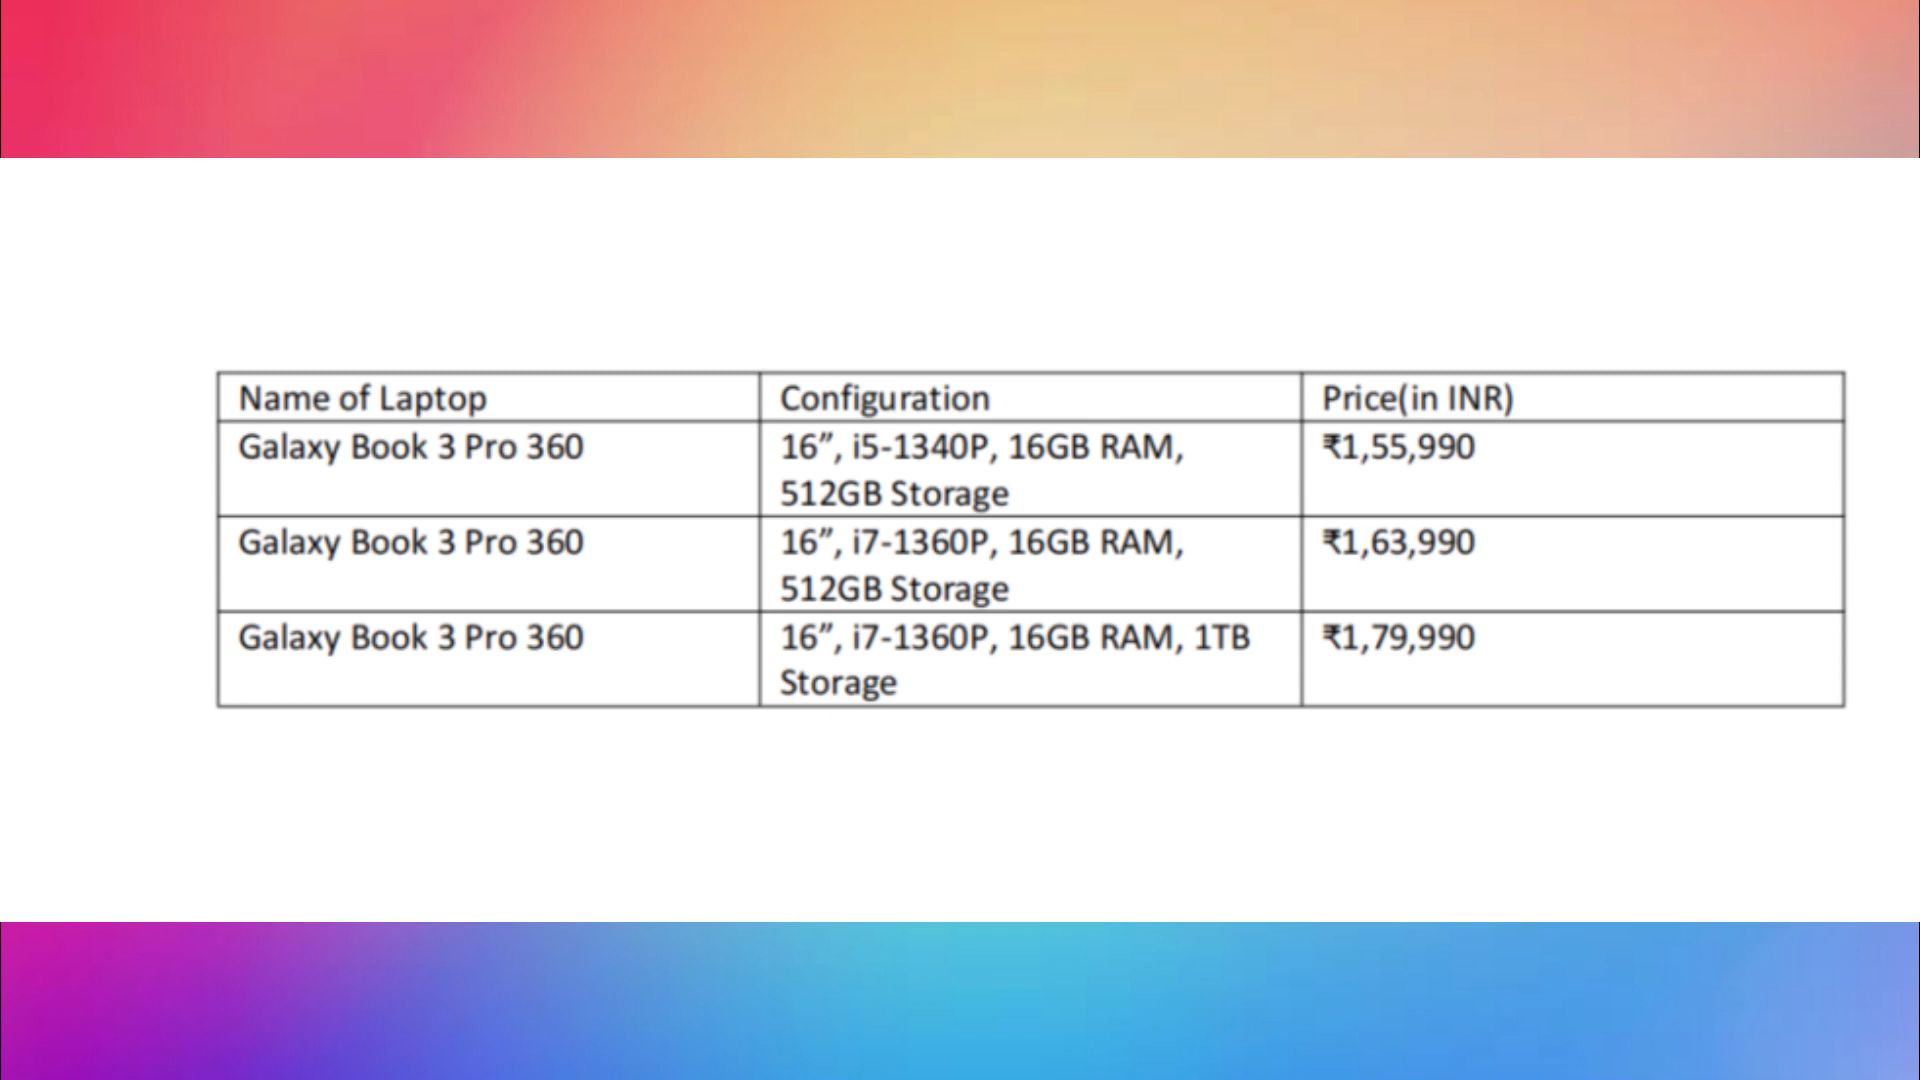 Name of Laptop Configuration Price(in INR)
Galaxy Book 3 Pro 360 16”, i5-1340P, 16GB RAM, ₹1,55,990
512GB Storage
Galaxy Book 3 Pro 360 16”, i7-1360P, 16GB RAM, ₹1,63,990
512GB Storage
Galaxy Book 3 Pro 360 16”, i7-1360P, 16GB RAM, 1TB ₹1,79,990
Storage